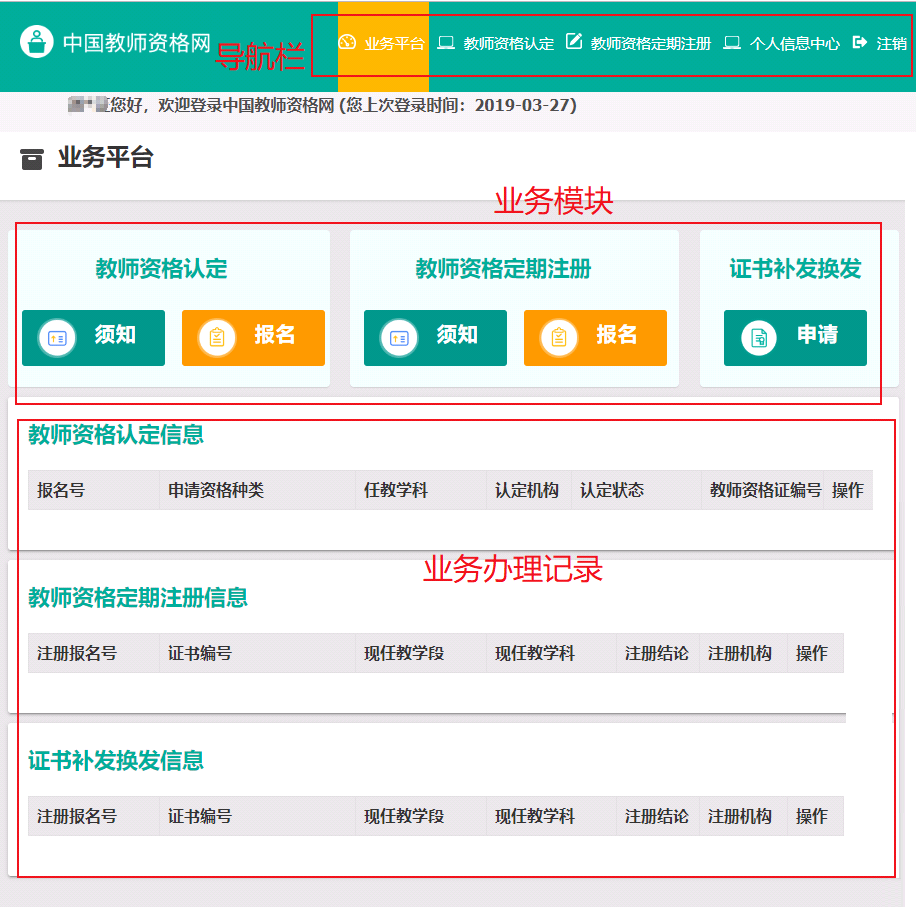 中国教师资格网
导航栏
业务平台
教师资格认定
教师资格定期注册
个人信息中心
注销
您好，欢迎登录中国教师资格网 (您上次登录时间：2019-03-27)
业务平台
业务模块
教师资格认定
教师资格定期注册
证书补发换发
须知
报名
须知
报名
申请
教师资格认定信息
报名号 申请资格种类 任教学科 认定机构 认定状态 教师资格证编号 操作
业务办理记录
教师资格定期注册信息
注册报名号 证书编号 现任教学段 现任教学科 注册结论 注册机构 操作
证书补发换发信息
注册报名号 证书编号 现任教学段 现任教学科 注册结论 注册机构 操作